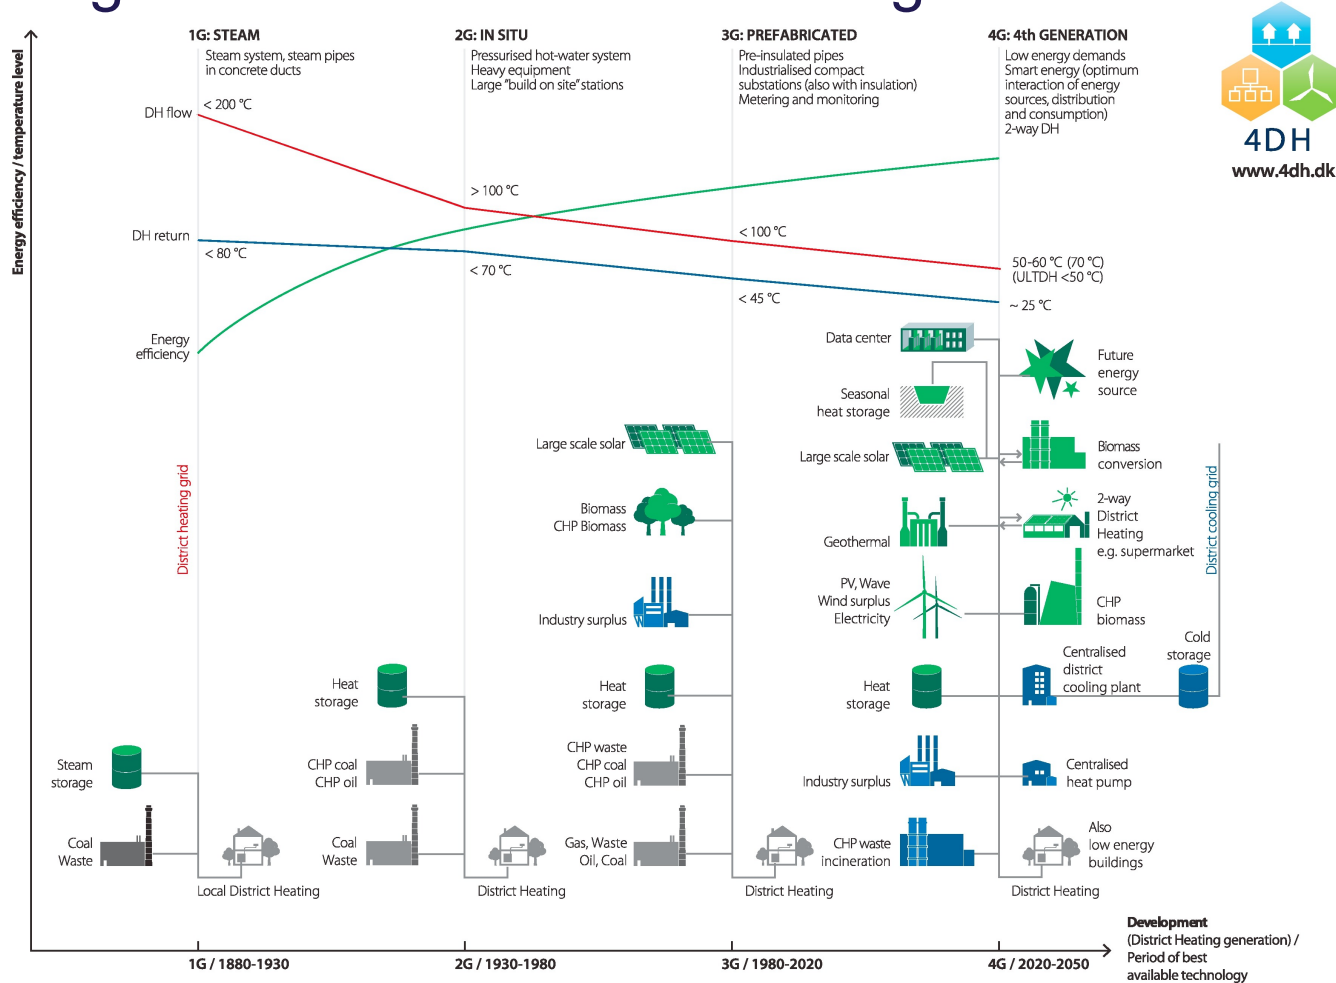 1G: STEAM
Steam system, steam pipes
in concrete ducts
2G: IN SITU
Pressurised hot-water system
Heavy equipment
Large "build on site" stations
3G: PREFABRICATED
Pre-insulated pipes
Industrialised compact
substations (also with insulation)
Metering and monitoring
4G: 4th GENERATION
Low energy demands
Smart energy (optimum
interaction of energy
sources, distribution
and consumption)
2-way DH
4DH
www.4dh.dk
Energy efficiency / temperature level
DH flow
< 200 °C
> 100 °C
< 100 °C
50-60 °C (70 °C)
(ULTDH <50 °C)
DH return
< 80 °C
< 70 °C
< 45 °C
~ 25 °C
Energy
efficiency
District heating grid
Steam
storage
Coal
Waste
Local District Heating
Heat
storage
CHP coal
CHP oil
Coal
Waste
District Heating
Large scale solar
Biomass
CHP Biomass
Industry surplus
Heat
storage
CHP waste
CHP coal
CHP oil
Gas, Waste
Oil, Coal
District Heating
Data center
Seasonal
heat storage
Large scale solar
Geothermal
PV, Wave
Wind surplus
Electricity
Heat
storage
Industry surplus
CHP waste
incineration
Future
energy
source
Biomass
conversion
2-way
District
Heating
e.g. supermarket
CHP
biomass
Centralised
district
cooling plant
Cold
storage
District cooling grid
Centralised
heat pump
Also
low energy
buildings
District Heating
1G / 1880-1930
2G / 1930-1980
3G / 1980-2020
4G / 2020-2050
Development
(District Heating generation) /
Period of best
available technology